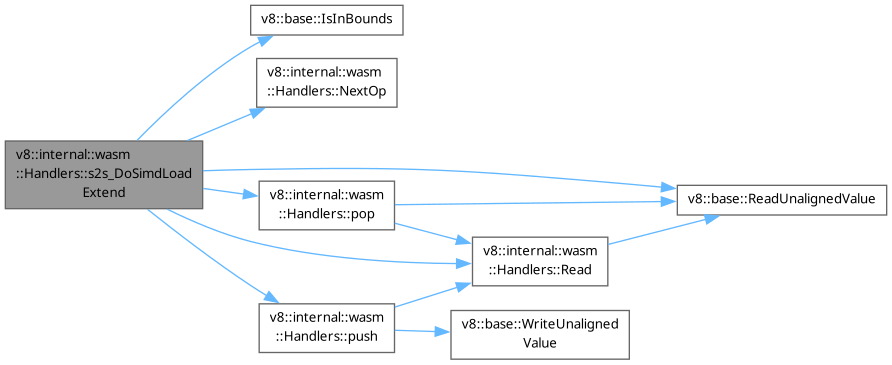 v8::base::IsInBounds
v8::internal::wasm
::Handlers::NextOp
v8::internal::wasm
::Handlers::s2s_DoSimdLoad
Extend
v8::internal::wasm
::Handlers::pop
v8::base::ReadUnalignedValue
v8::internal::wasm
::Handlers::Read
v8::internal::wasm
::Handlers::push
v8::base::WriteUnaligned
Value